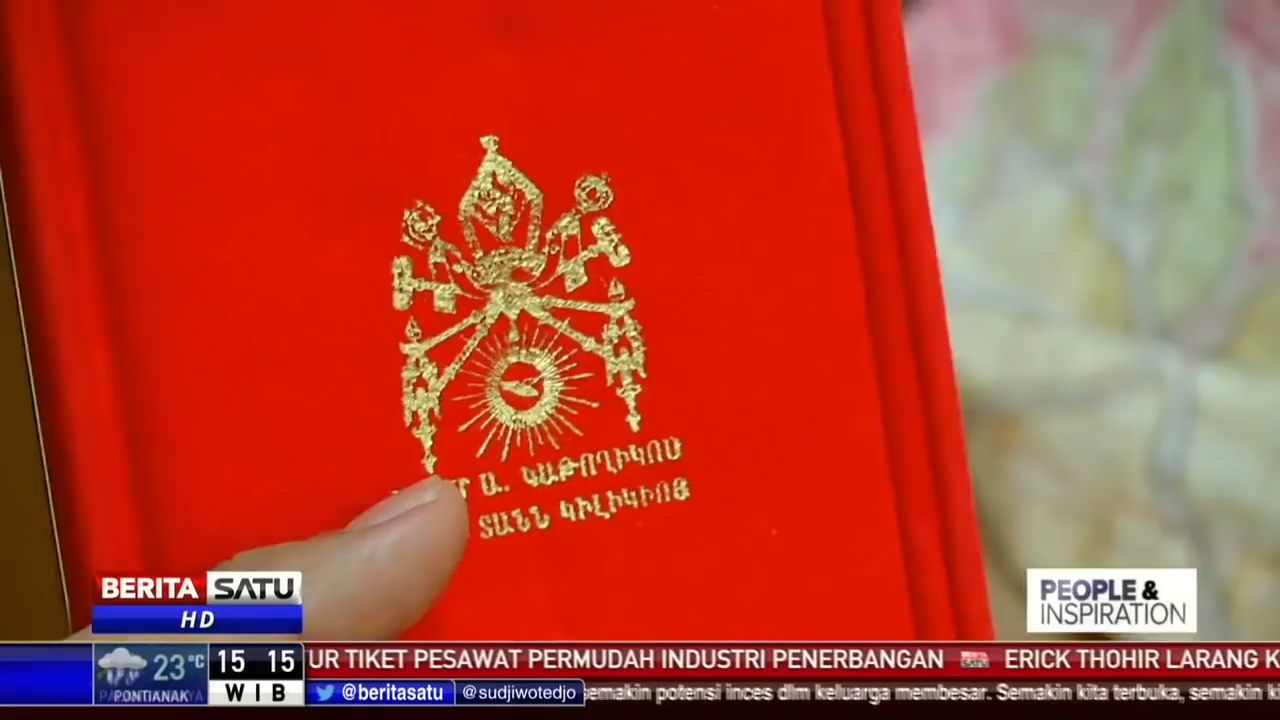 Ա. ԿԱԹՈՂԻԿՈՍ
ՏԱՆՆ ԿԻԼԻԿԻՈՅ
BERITA SATU
HD
PEOPLE &
INSPIRATION
23°C
PONTIANAK
15 15
WIB
TIKET PESAWAT PERMUDAH INDUSTRI PENERBANGAN
ERICK THOHIR LARANG
@beritasatu
@sudjiwotedjo
semakin potensi inces dlm keluarga membesar. Semakin kita terbuka, semakin